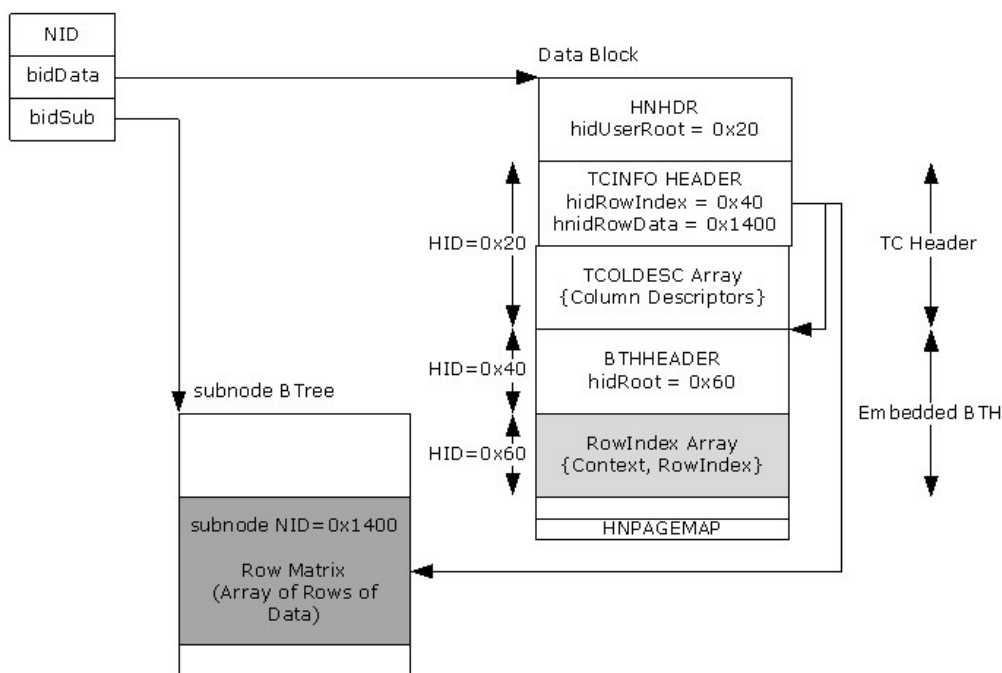 NID
bidData
bidSub
Data Block
HNHDR
hidUserRoot = 0x20
TCINFO HEADER
hidRowIndex = 0x40
hnidRowData = 0x1400
HID=0x20
TC Header
TCOLDESC Array
{Column Descriptors}
HID=0x40
BTHHEADER
hidRoot = 0x60
subnode BTree
Embedded BTH
HID=0x60
RowIndex Array
{Context, RowIndex}
HNPAGEMAP
subnode NID=0x1400
Row Matrix
(Array of Rows of
Data)